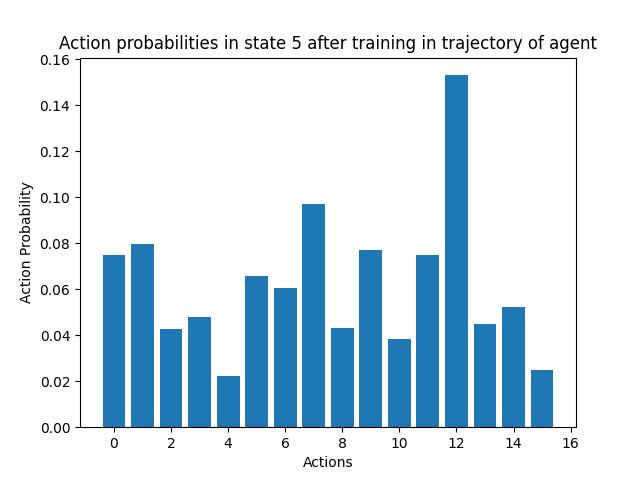 Action probabilities in state 5 after training in trajectory of agent
0.16
0.14
0.12
0.10
0.08
0.06
0.04
0.02
0.00
Action Probability
0 2 4 6 8 10 12 14 16
Actions